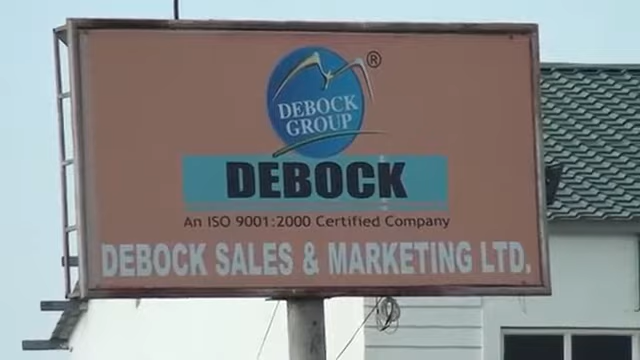 ®
DEBOCK
GROUP
DEBOCK
An ISO 9001:2000 Certified Company
DEBOCK SALES & MARKETING LTD.